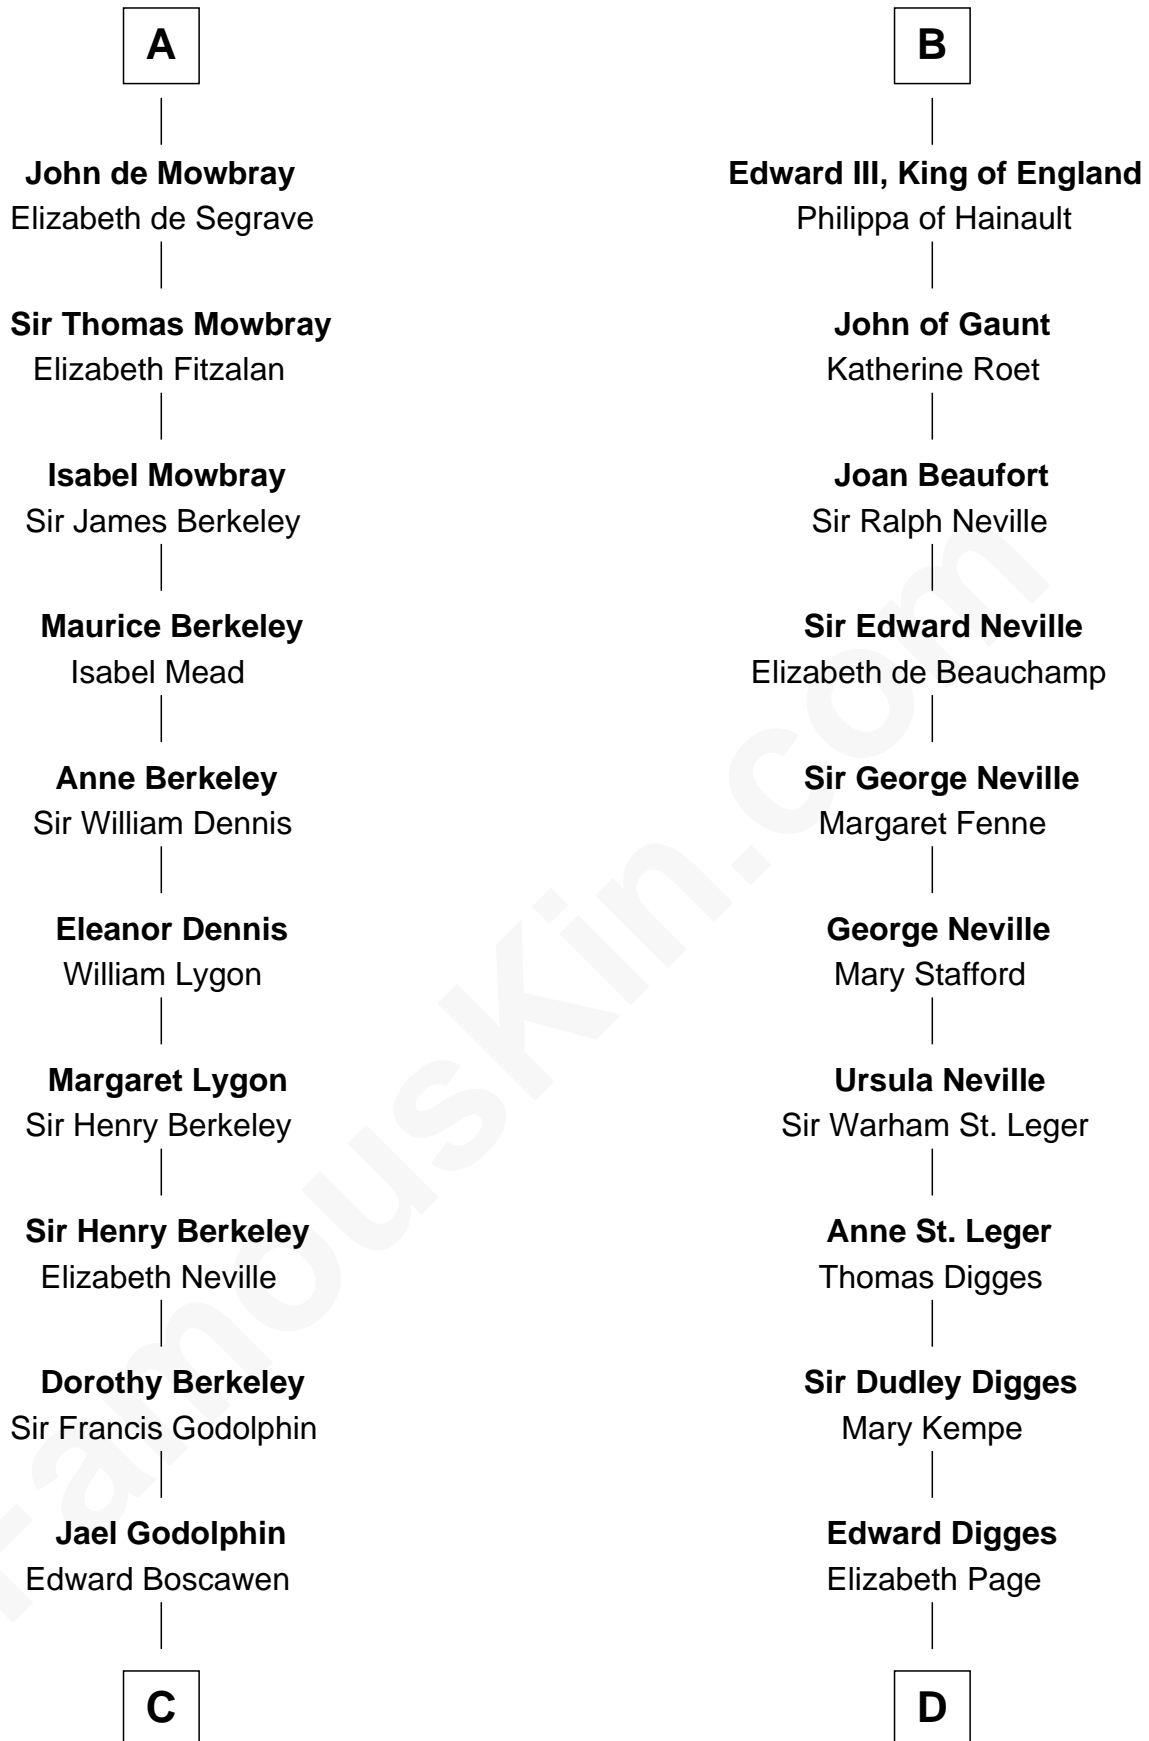 A
John de Mowbray
Elizabeth de Segrave
Sir Thomas Mowbray
Elizabeth Fitzalan
Isabel Mowbray
Sir James Berkeley
Maurice Berkeley
Isabel Mead
Anne Berkeley
Sir William Dennis
Eleanor Dennis
William Lygon
Margaret Lygon
Sir Henry Berkeley
Sir Henry Berkeley
Elizabeth Neville
Dorothy Berkeley
Sir Francis Godolphin
Jael Godolphin
Edward Boscawen
C
B
Edward III, King of England
Philippa of Hainault
John of Gaunt
Katherine Roet
Joan Beaufort
Sir Ralph Neville
Sir Edward Neville
Elizabeth de Beauchamp
Sir George Neville
Margaret Fenne
George Neville
Mary Stafford
Ursula Neville
Sir Warham St. Leger
Anne St. Leger
Thomas Digges
Sir Dudley Digges
Mary Kempe
Edward Digges
Elizabeth Page
D
FamousKin.com